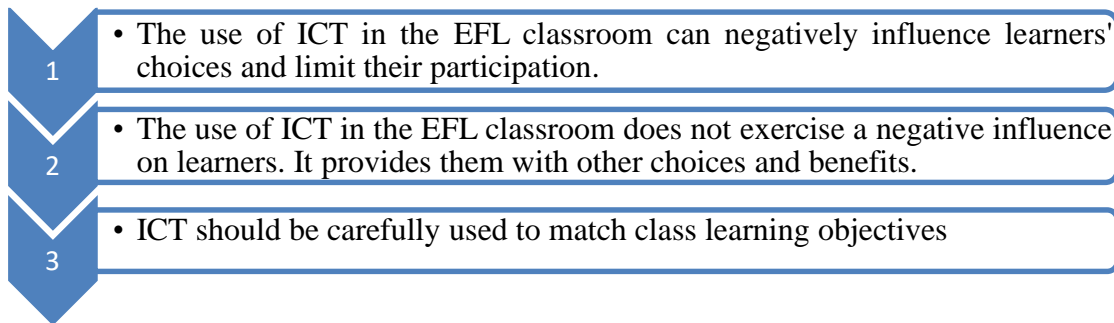 1
• The use of ICT in the EFL classroom can negatively influence learners'
choices and limit their participation.
2
• The use of ICT in the EFL classroom does not exercise a negative influence
on learners. It provides them with other choices and benefits.
3
• ICT should be carefully used to match class learning objectives